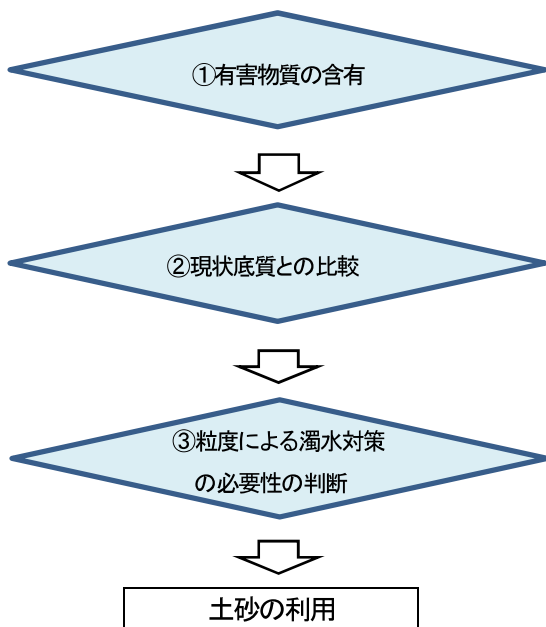 ①有害物質の含有
②現状底質との比較
③粒度による濁水対策
の必要性の判断
土砂の利用